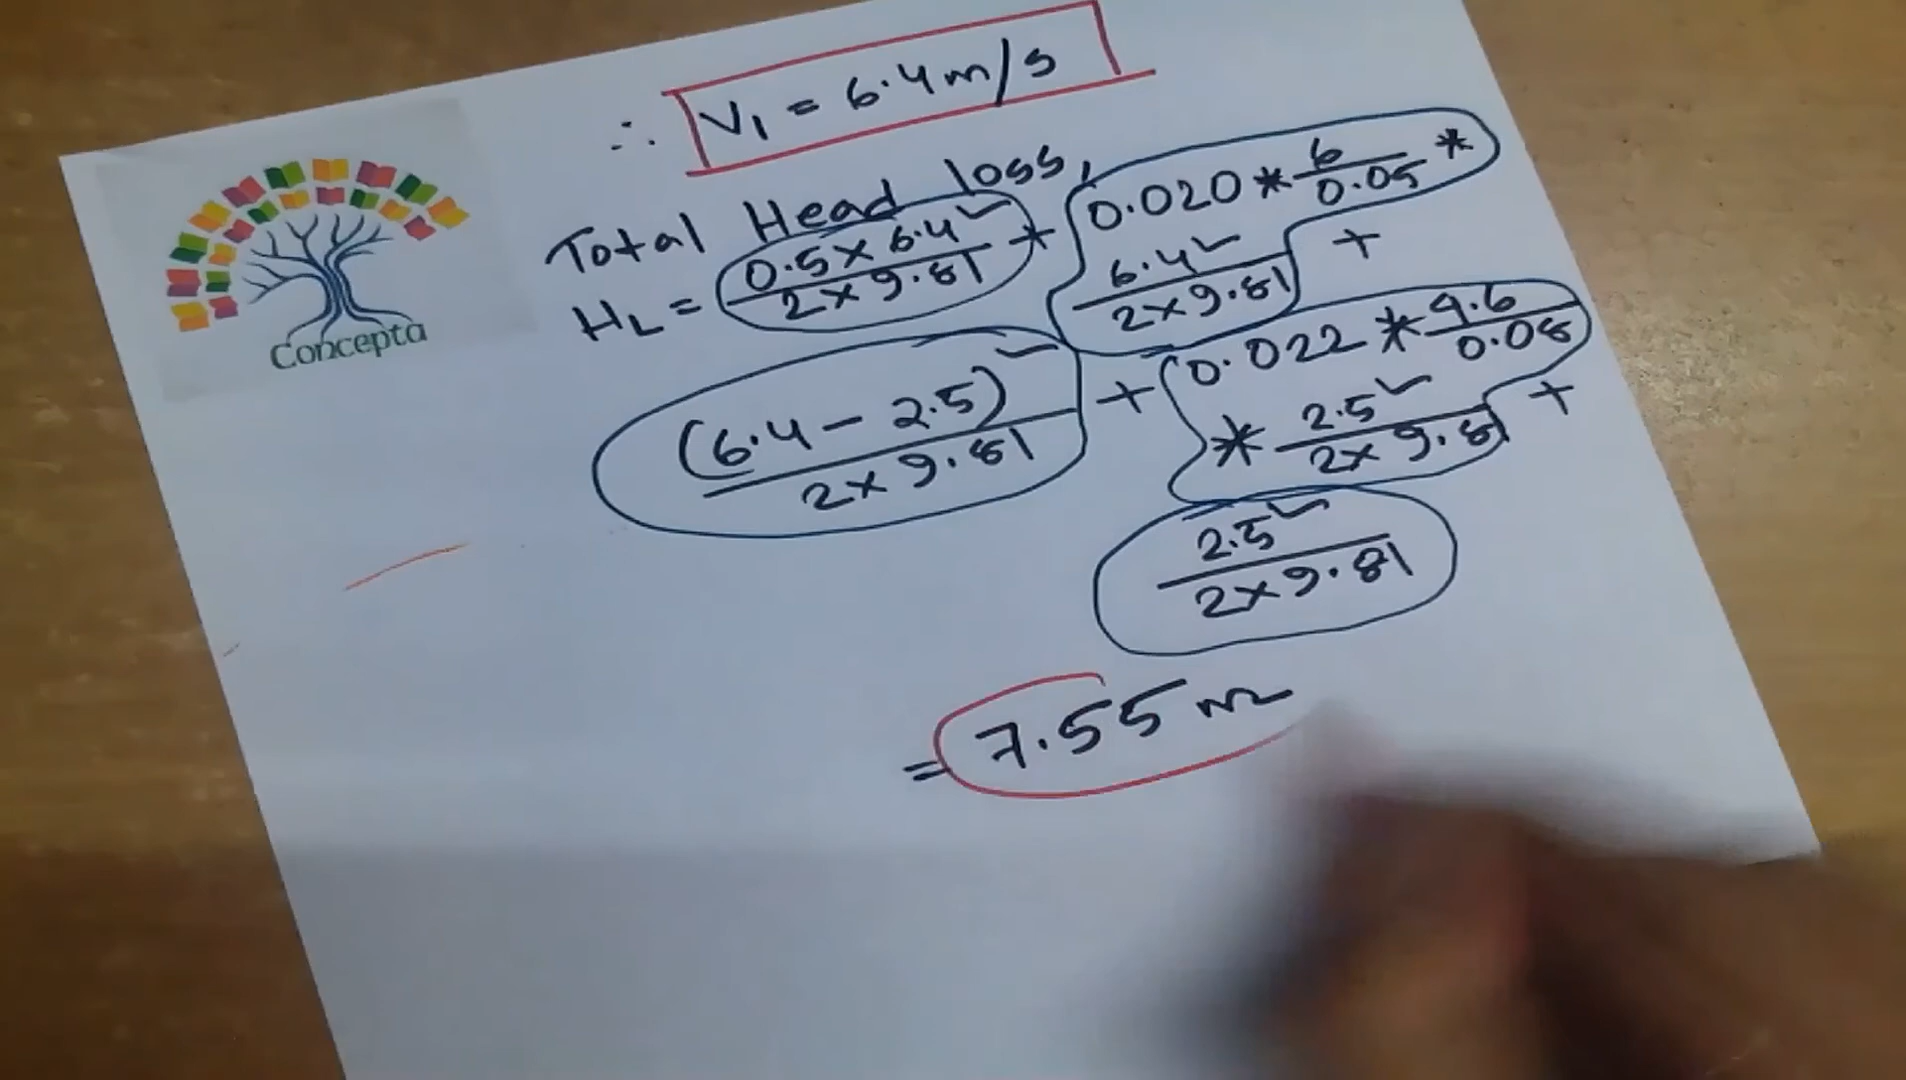 ∴ V₁ = 6.4 m/s
Total Head loss,
H_L = (0.5 × 6.4²)/(2 × 9.81) + 0.020 * 6/0.05 *
6.4²/(2 × 9.81) +
(6.4 − 2.5)²/(2 × 9.81) + 0.022 * 9.6/0.08
* 2.5²/(2 × 9.81) +
2.5²/(2 × 9.81)
= 7.55 m
Concepta